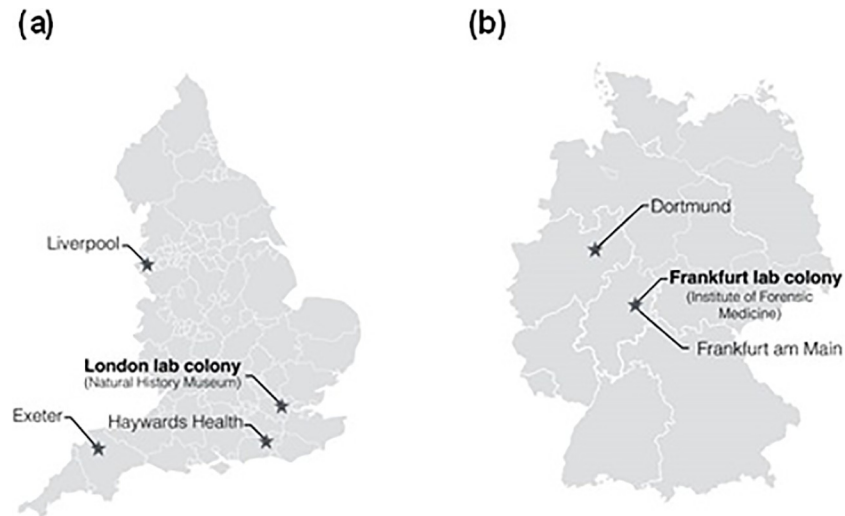 (a)
Liverpool
London lab colony
(Natural History Museum)
Exeter
Haywards Health
(b)
Dortmund
Frankfurt lab colony
(Institute of Forensic
Medicine)
Frankfurt am Main